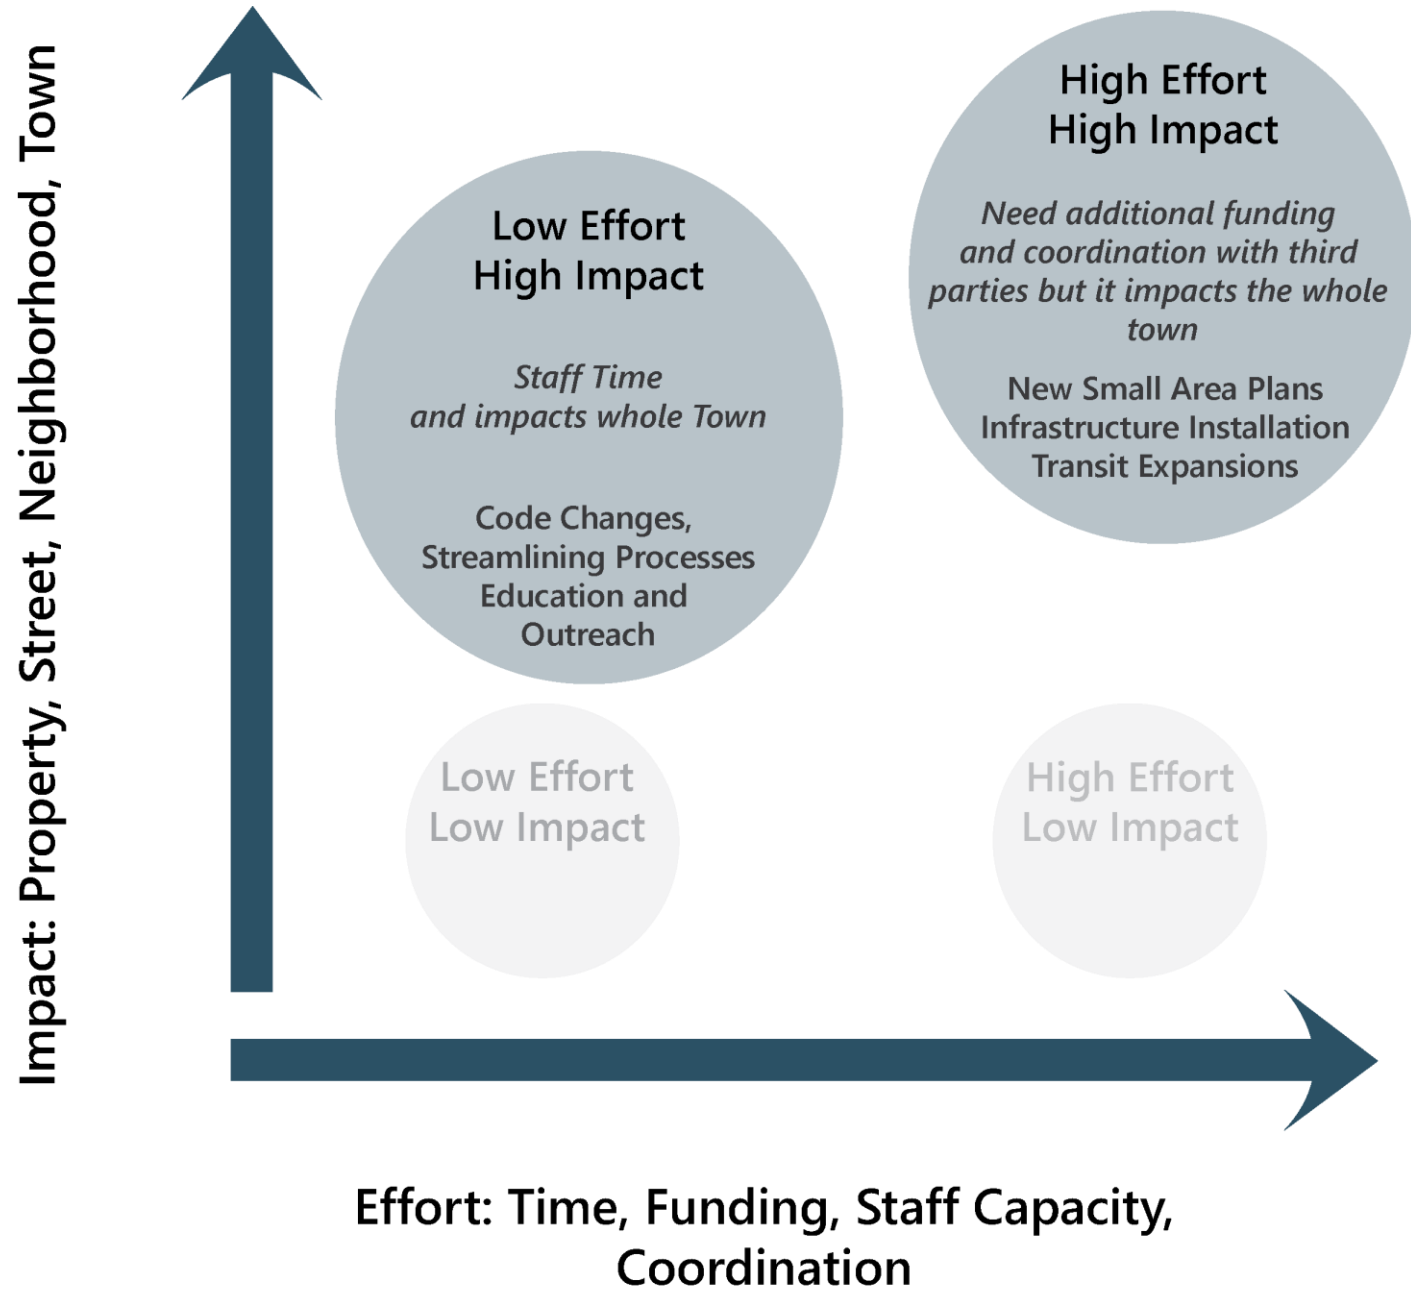 Impact: Property, Street, Neighborhood, Town
Low Effort
High Impact
Staff Time
and impacts whole Town
Code Changes,
Streamlining Processes
Education and
Outreach
High Effort
High Impact
Need additional funding
and coordination with third
parties but it impacts the whole
town
New Small Area Plans
Infrastructure Installation
Transit Expansions
Low Effort
Low Impact
High Effort
Low Impact
Effort: Time, Funding, Staff Capacity,
Coordination